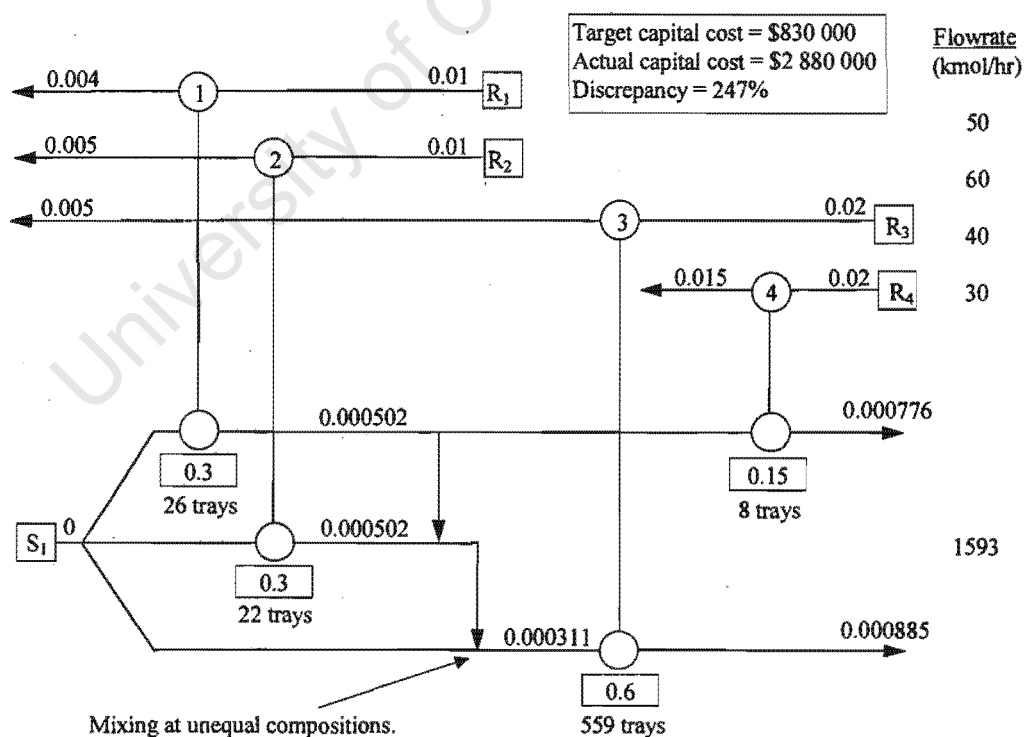 Target capital cost = $830 000
Actual capital cost = $2 880 000
Discrepancy = 247%
Flowrate
(kmol/hr)
0.004
1
0.01
R1
50
0.005
2
0.01
R2
60
0.005
3
0.02
R3
40
0.015
4
0.02
R4
30
0.000502
0.000776
0.3
26 trays
0.15
8 trays
S1
0
0.000502
1593
0.3
22 trays
0.000311
0.000885
0.6
559 trays
Mixing at unequal compositions.
University of C